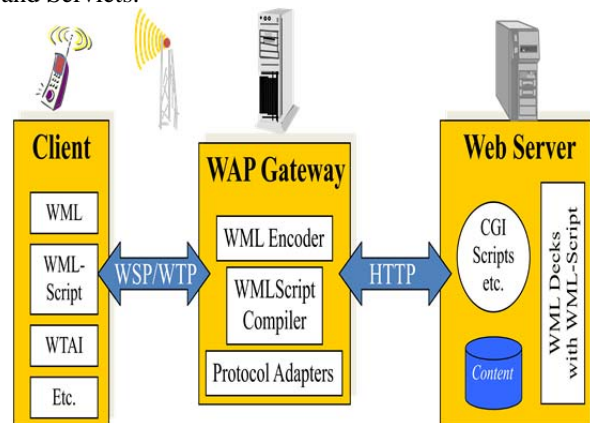 and Servlets.
Client
WML
WML-
Script
WTAI
Etc.
WSP/WTP
WAP Gateway
WML Encoder
WMLScript
Compiler
Protocol Adapters
HTTP
Web Server
CGI
Scripts
etc.
Content
WML Decks
with WML-Script